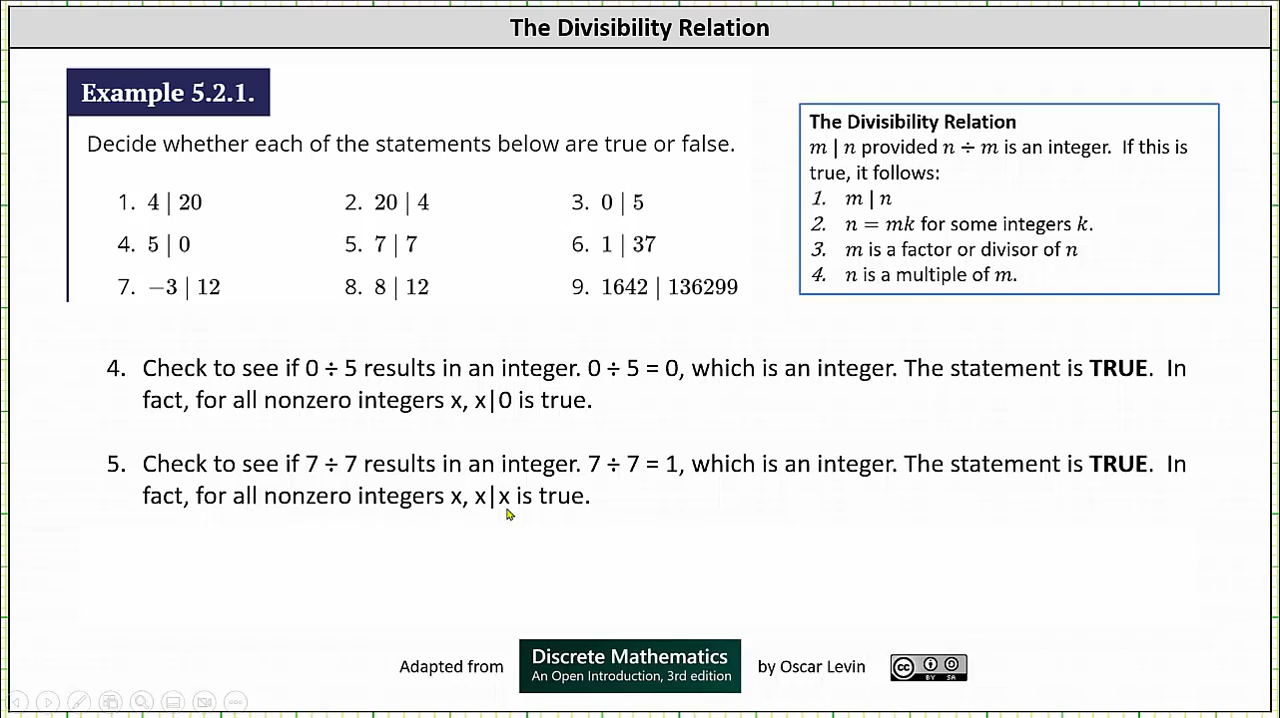 The Divisibility Relation
Example 5.2.1.
Decide whether each of the statements below are true or false.
1. 4 | 20 2. 20 | 4 3. 0 | 5
4. 5 | 0 5. 7 | 7 6. 1 | 37
7. −3 | 12 8. 8 | 12 9. 1642 | 136299
The Divisibility Relation
m | n provided n ÷ m is an integer. If this is
true, it follows:
1. m | n
2. n = mk for some integers k.
3. m is a factor or divisor of n
4. n is a multiple of m.
4. Check to see if 0 ÷ 5 results in an integer. 0 ÷ 5 = 0, which is an integer. The statement is TRUE. In
fact, for all nonzero integers x, x|0 is true.
5. Check to see if 7 ÷ 7 results in an integer. 7 ÷ 7 = 1, which is an integer. The statement is TRUE. In
fact, for all nonzero integers x, x|x is true.
Adapted from
Discrete Mathematics
An Open Introduction, 3rd edition
by Oscar Levin
cc BY SA